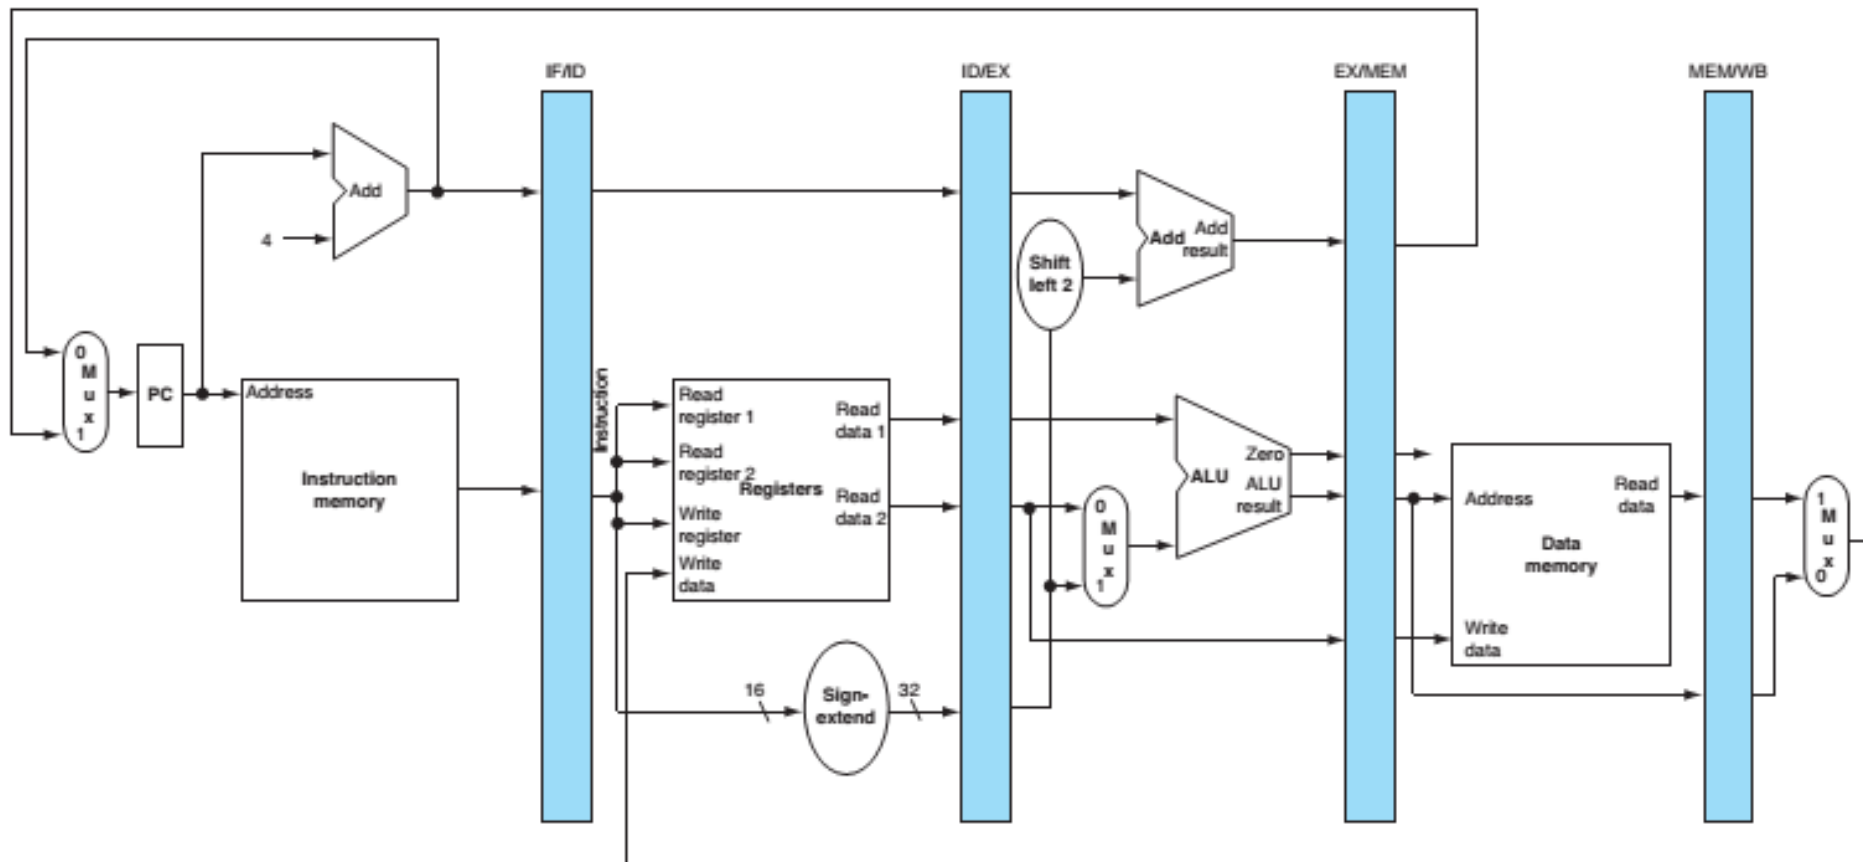 IF/ID
ID/EX
EX/MEM
MEM/WB
Add
4
Add
Add
result
Shift
left 2
0
M
u
x
1
PC
Address
Instruction
memory
Instruction
Read
register 1
Read
register 2
Write
register
Write
data
Registers
Read
data 1
Read
data 2
16
Sign-
extend
32
0
M
u
x
1
ALU
Zero
ALU
result
Address
Read
data
Data
memory
Write
data
1
M
u
x
0